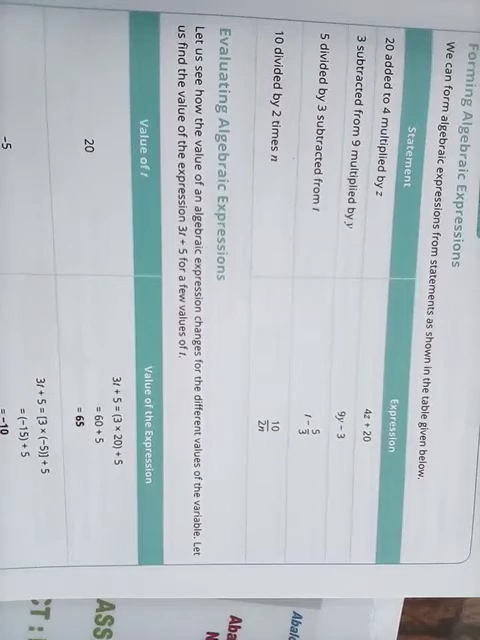 Forming Algebraic Expressions
We can form algebraic expressions from statements as shown in the table given below.
Statement Expression
20 added to 4 multiplied by z 4z + 20
3 subtracted from 9 multiplied by y 9y – 3
5 divided by 3 subtracted from t t – 5/3
10 divided by 2 times n 10/2n
Evaluating Algebraic Expressions
Let us see how the value of an algebraic expression changes for the different values of the variable. Let
us find the value of the expression 3t + 5 for a few values of t.
Value of t Value of the Expression
20 3t + 5 = (3 × 20) + 5
= 60 + 5
= 65
–5 3t + 5 = [3 × (–5)] + 5
= (–15) + 5
= –10
Aba
ASS